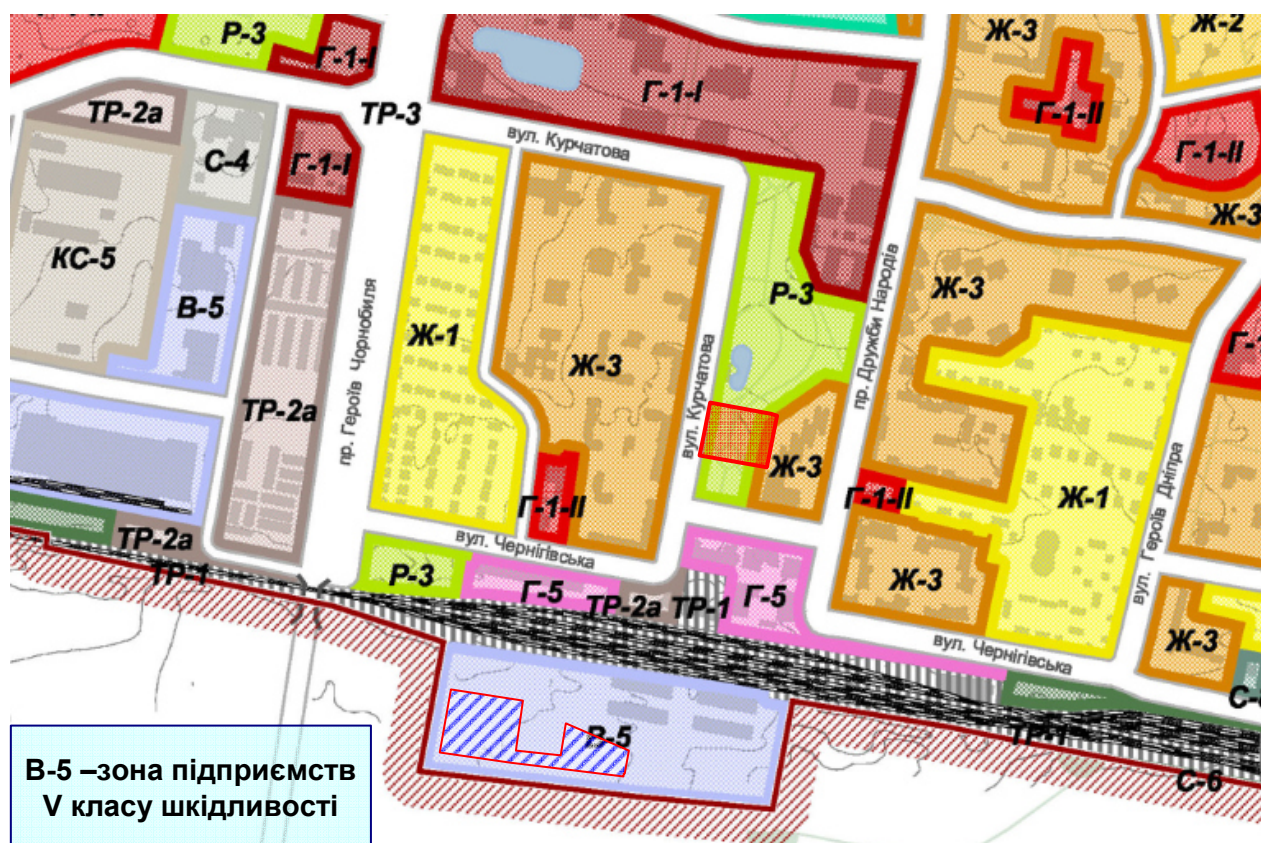 Р-3
Г-1-І
Ж-3
Ж-2
ТР-2а
ТР-3
Г-1-І
Г-1-ІІ
С-4
Г-1-І
вул. Курчатова
Г-1-ІІ
Ж-3
КС-5
В-5
Р-3
Ж-3
Ж-1
Ж-3
ТР-2а
пр. Героїв Чорнобиля
вул. Курчатова
пр. Дружби Народів
Ж-3
Г-1-ІІ
Г-1-ІІ
Ж-1
вул. Героїв Дніпра
ТР-2а
ТР-1
вул. Чернігівська
Р-3
Г-5
ТР-2а
ТР-1
Г-5
Ж-3
вул. Чернігівська
Ж-3
В-5
ТР-1
С-6
В-5 –зона підприємств
V класу шкідливості